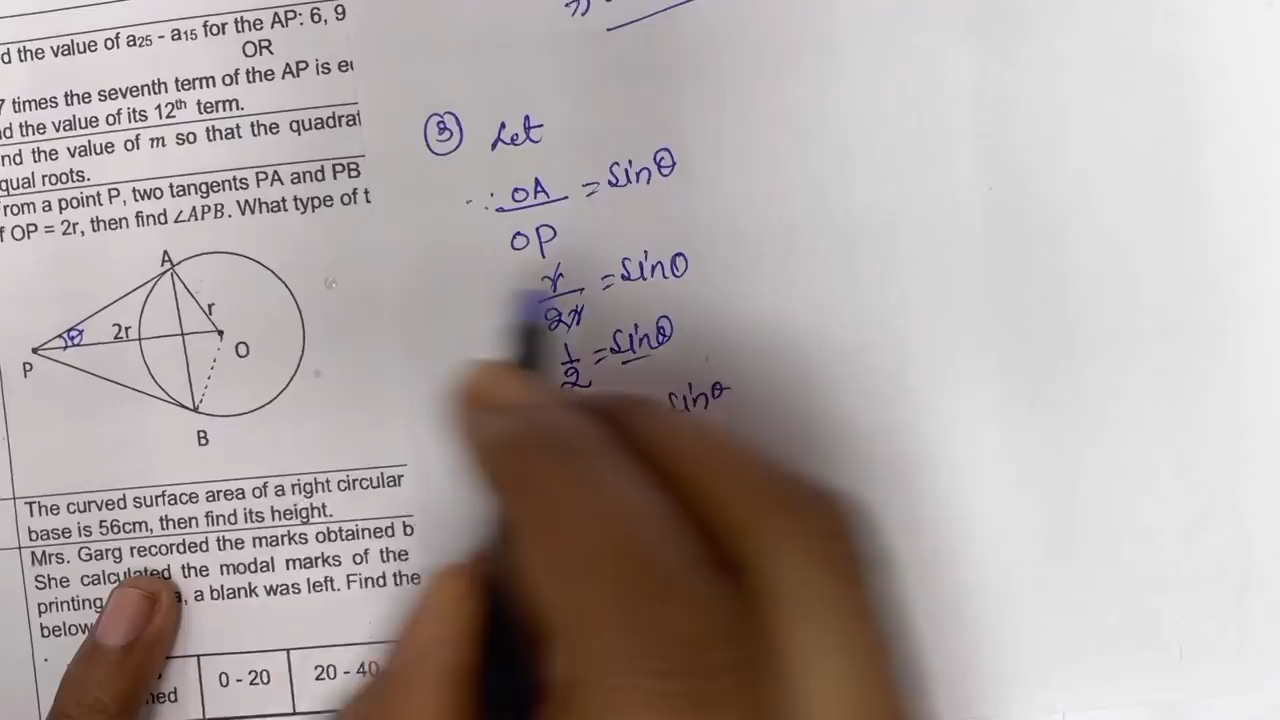 d the value of a25 - a15 for the AP: 6, 9
OR
7 times the seventh term of the AP is e
nd the value of its 12th term.
nd the value of m so that the quadrat
qual roots.
rom a point P, two tangents PA and PB
f OP = 2r, then find ∠APB. What type of t
A
r
θ
2r
O
P
B
The curved surface area of a right circular
base is 56cm, then find its height.
Mrs. Garg recorded the marks obtained b
She calculated the modal marks of the
printing, a blank was left. Find the
below
0 - 20
20 - 40
ned
③ Let
∴ OA/OP = sinθ
r/2r = sinθ
1/2 = sinθ
sinθ